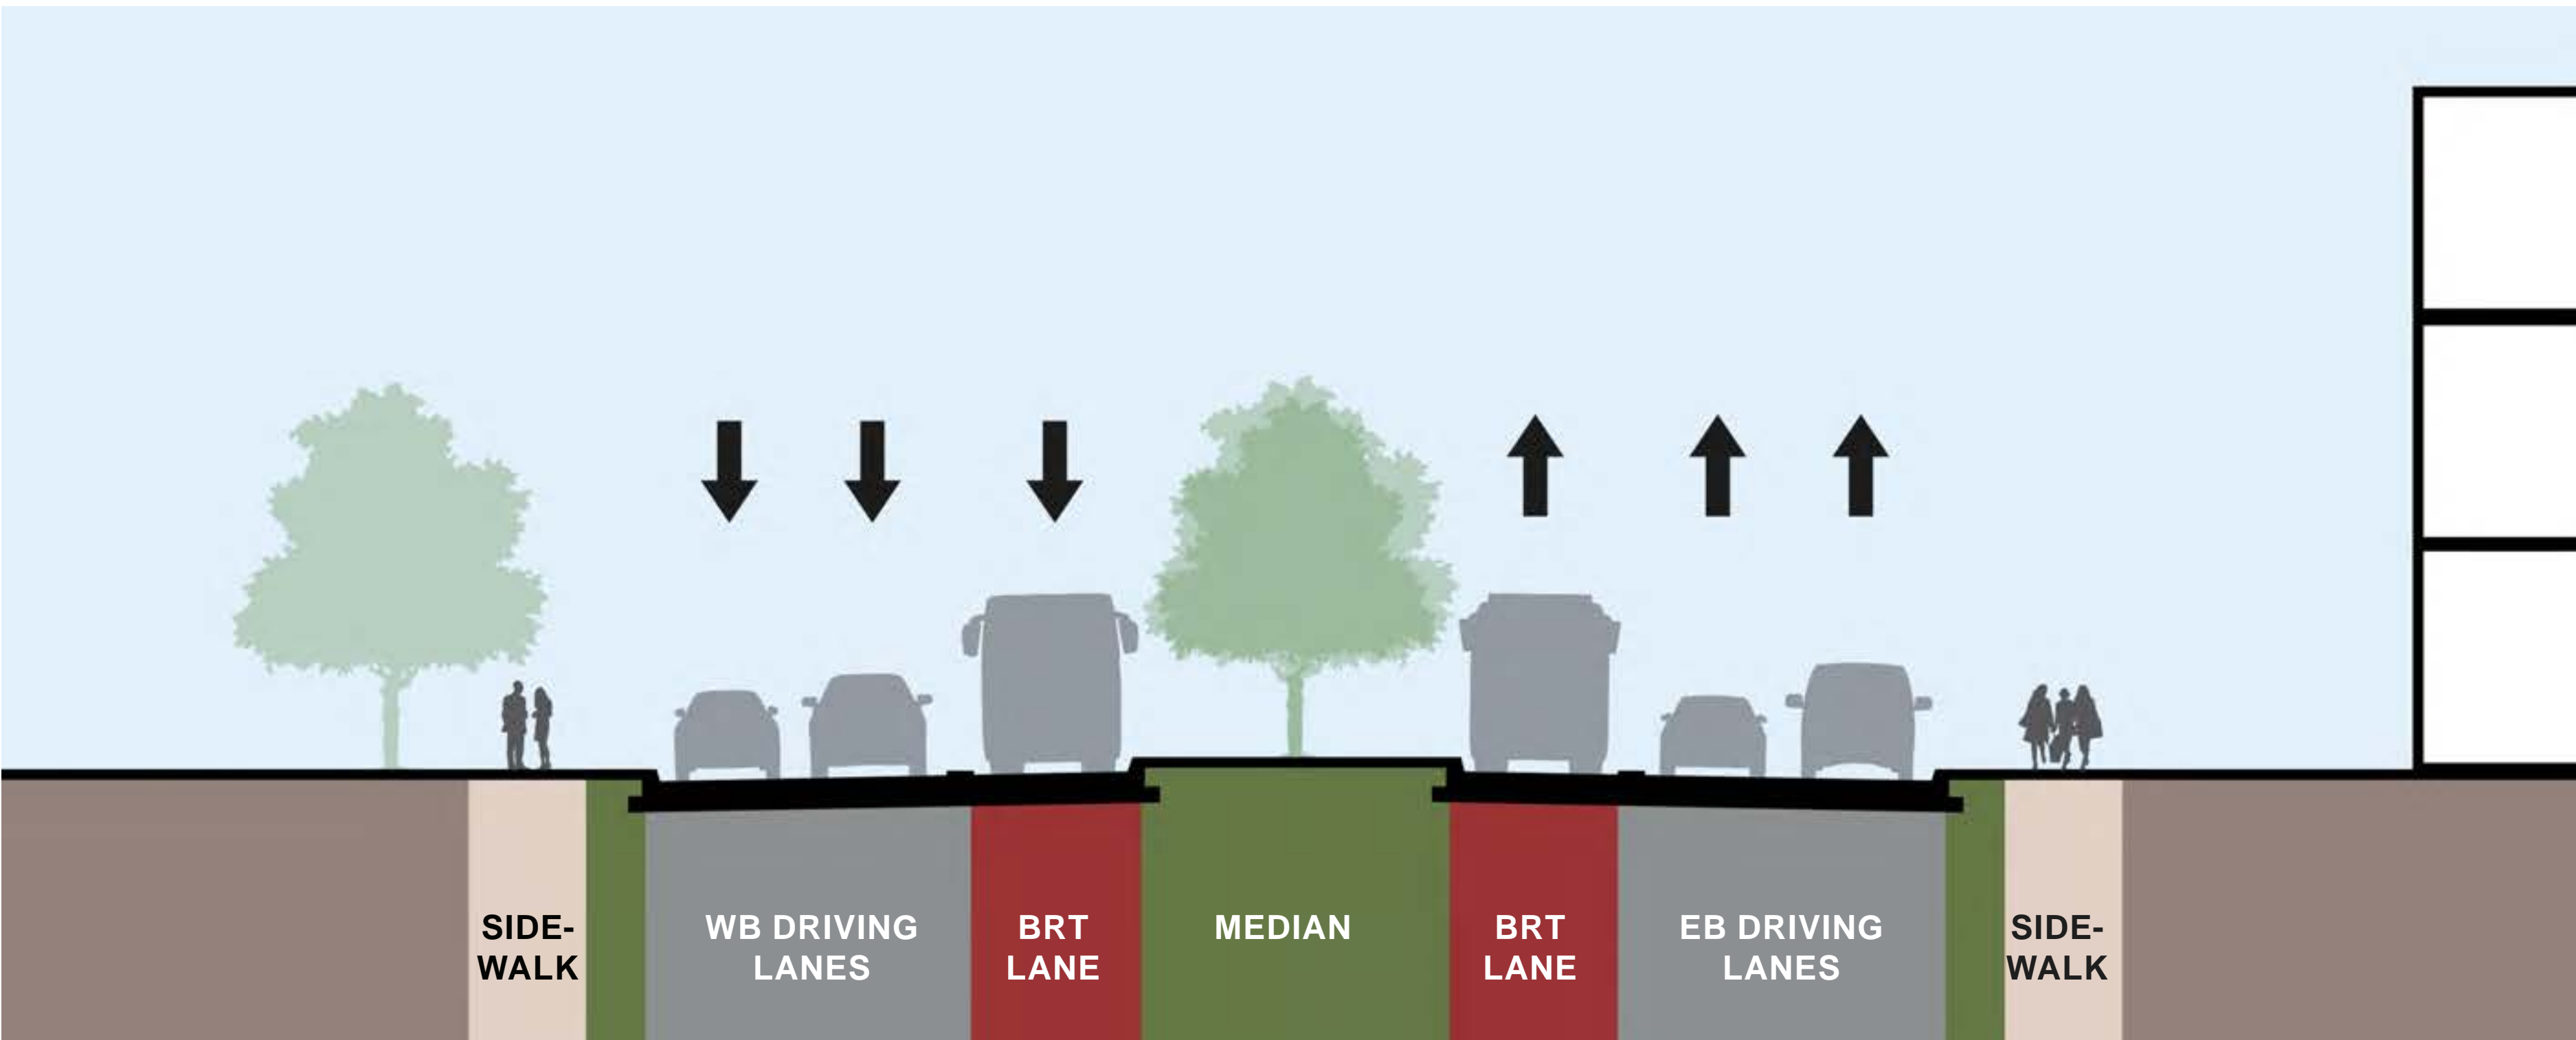 SIDE-
WALK
WB DRIVING
LANES
BRT
LANE
MEDIAN
BRT
LANE
EB DRIVING
LANES
SIDE-
WALK